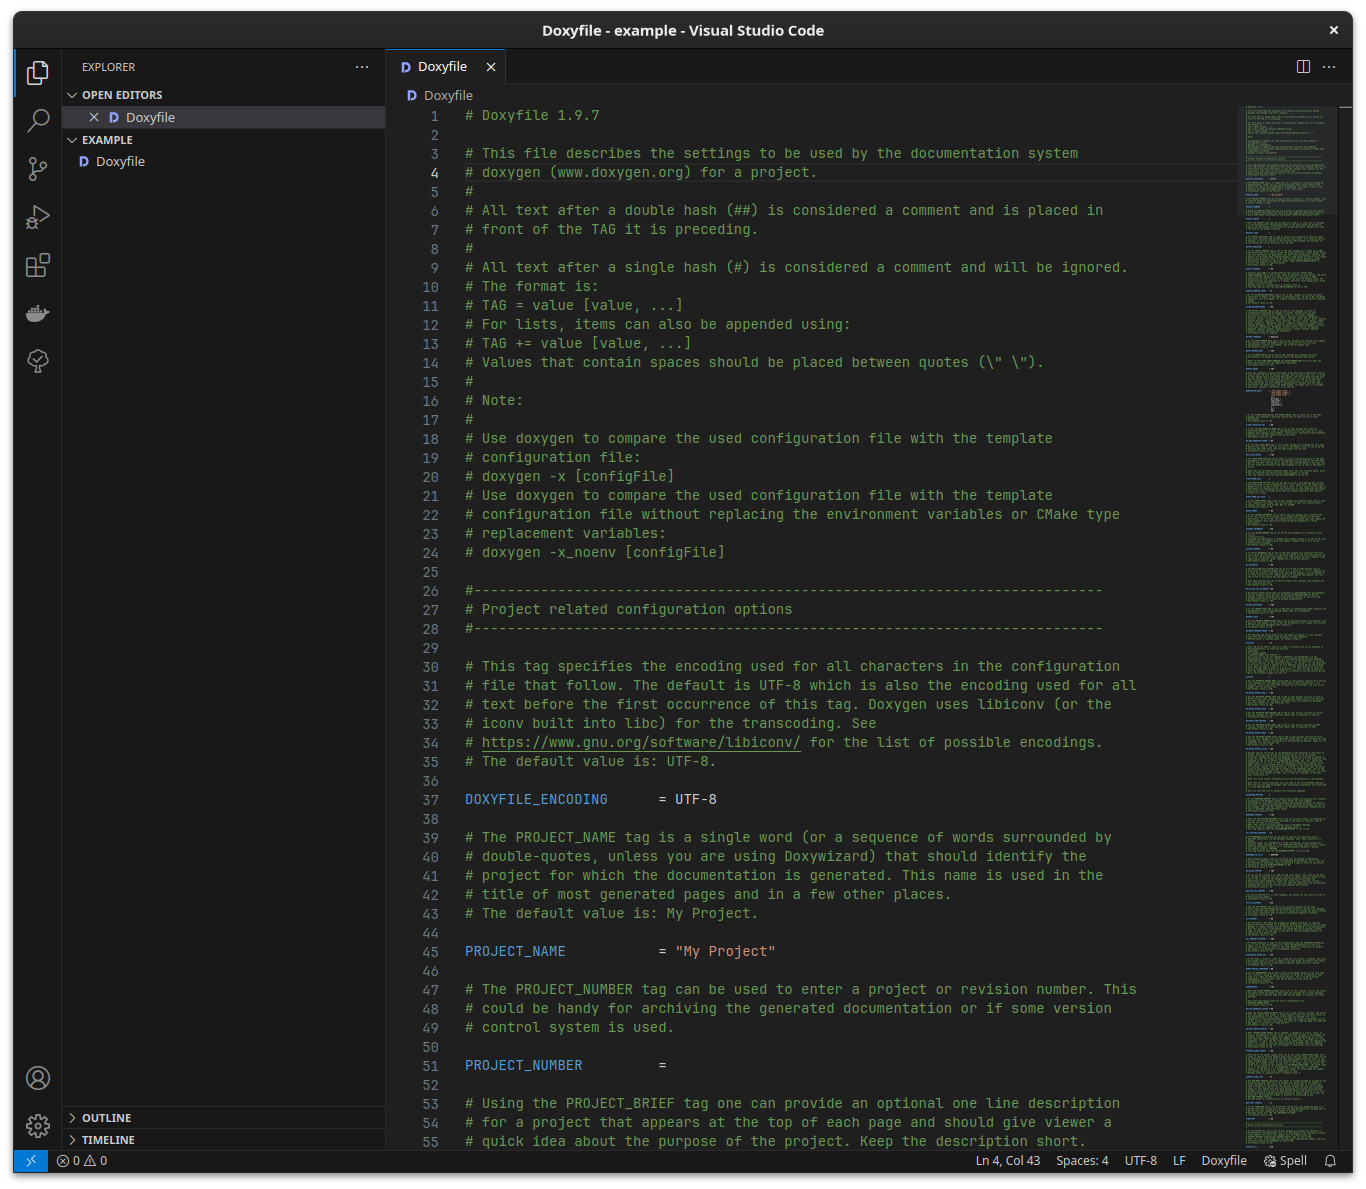 Doxyfile - example - Visual Studio Code
EXPLORER
OPEN EDITORS
Doxyfile
EXAMPLE
Doxyfile
OUTLINE
TIMELINE
Doxyfile
Doxyfile
1 # Doxyfile 1.9.7
2
3 # This file describes the settings to be used by the documentation system
4 # doxygen (www.doxygen.org) for a project.
5 #
6 # All text after a double hash (##) is considered a comment and is placed in
7 # front of the TAG it is preceding.
8 #
9 # All text after a single hash (#) is considered a comment and will be ignored.
10 # The format is:
11 # TAG = value [value, ...]
12 # For lists, items can also be appended using:
13 # TAG += value [value, ...]
14 # Values that contain spaces should be placed between quotes (\" \").
15 #
16 # Note:
17 #
18 # Use doxygen to compare the used configuration file with the template
19 # configuration file:
20 # doxygen -x [configFile]
21 # Use doxygen to compare the used configuration file with the template
22 # configuration file without replacing the environment variables or CMake type
23 # replacement variables:
24 # doxygen -x_noenv [configFile]
25
26 #---------------------------------------------------------------------------
27 # Project related configuration options
28 #---------------------------------------------------------------------------
29
30 # This tag specifies the encoding used for all characters in the configuration
31 # file that follow. The default is UTF-8 which is also the encoding used for all
32 # text before the first occurrence of this tag. Doxygen uses libiconv (or the
33 # iconv built into libc) for the transcoding. See
34 # https://www.gnu.org/software/libiconv/ for the list of possible encodings.
35 # The default value is: UTF-8.
36
37 DOXYFILE_ENCODING = UTF-8
38
39 # The PROJECT_NAME tag is a single word (or a sequence of words surrounded by
40 # double-quotes, unless you are using Doxywizard) that should identify the
41 # project for which the documentation is generated. This name is used in the
42 # title of most generated pages and in a few other places.
43 # The default value is: My Project.
44
45 PROJECT_NAME = "My Project"
46
47 # The PROJECT_NUMBER tag can be used to enter a project or revision number. This
48 # could be handy for archiving the generated documentation or if some version
49 # control system is used.
50
51 PROJECT_NUMBER =
52
53 # Using the PROJECT_BRIEF tag one can provide an optional one line description
54 # for a project that appears at the top of each page and should give viewer a
55 # quick idea about the purpose of the project. Keep the description short.
0 0 Ln 4, Col 43 Spaces: 4 UTF-8 LF Doxyfile Spell